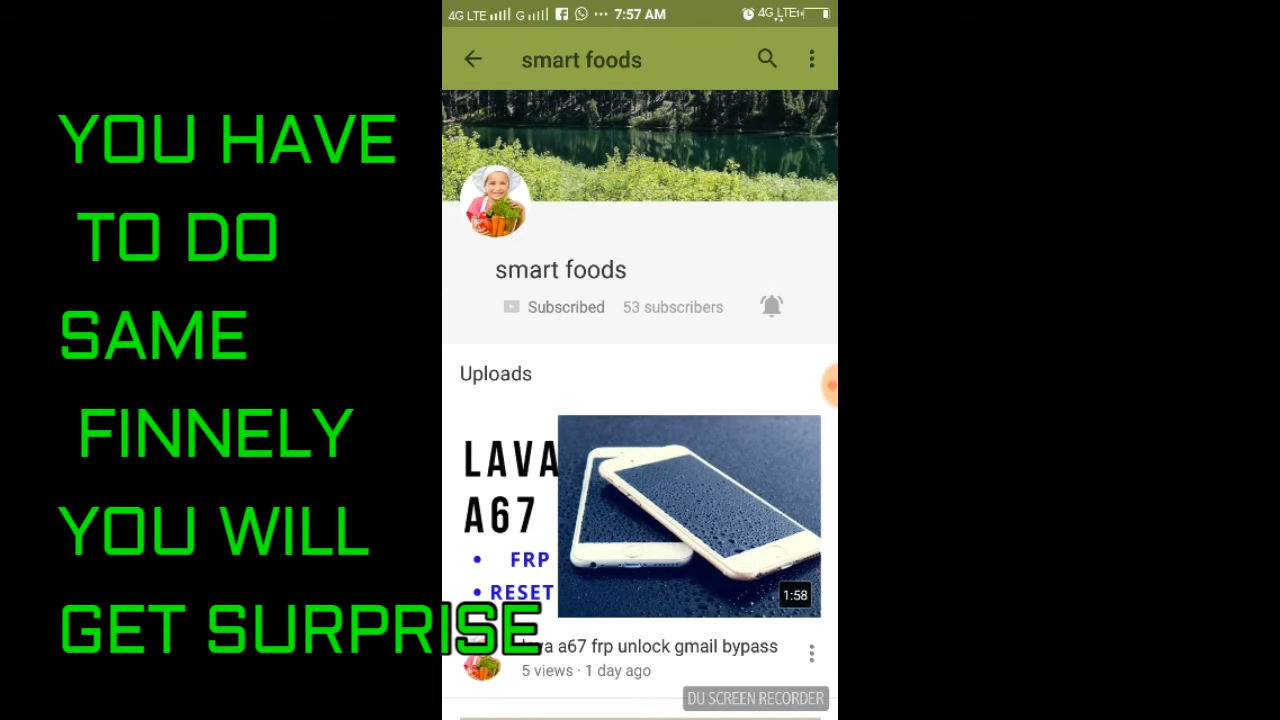 4G LTE G ... 7:57 AM 4G LTE
smart foods
YOU HAVE
TO DO
SAME
FINNELY
YOU WILL
GET SURPRISE
smart foods
Subscribed 53 subscribers
Uploads
LAVA
A67
• FRP
• RESET
1:58
a67 frp unlock gmail bypass
5 views · 1 day ago
DU SCREEN RECORDER